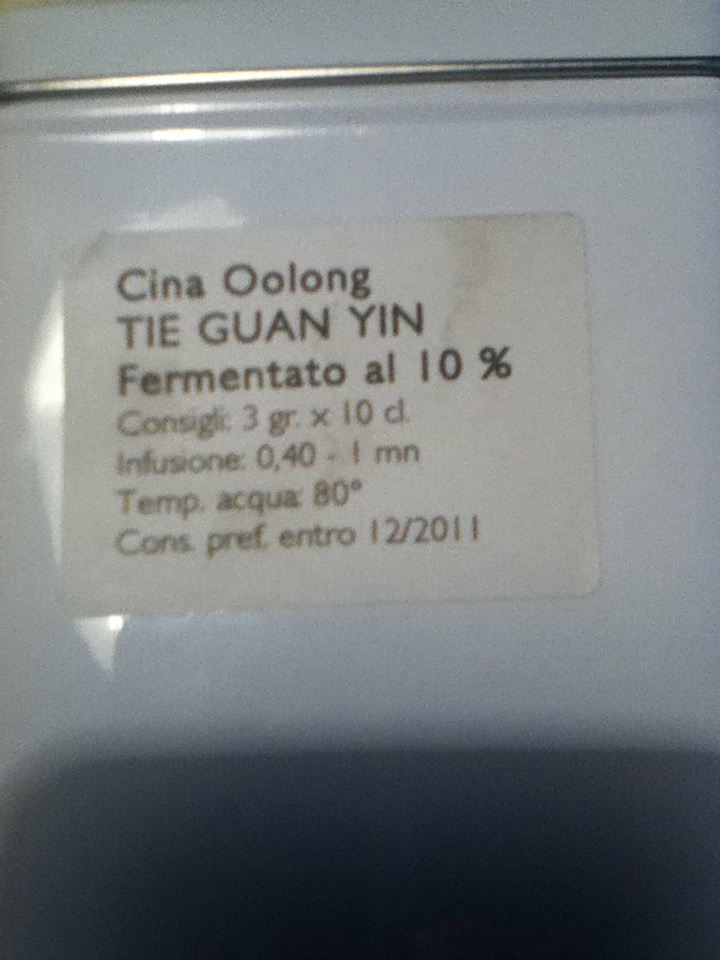 Cina Oolong
TIE GUAN YIN
Fermentato al 10 %
Consigli: 3 gr. x 10 cl.
Infusione: 0,40 - 1 mn
Temp. acqua: 80°
Cons. pref. entro 12/2011